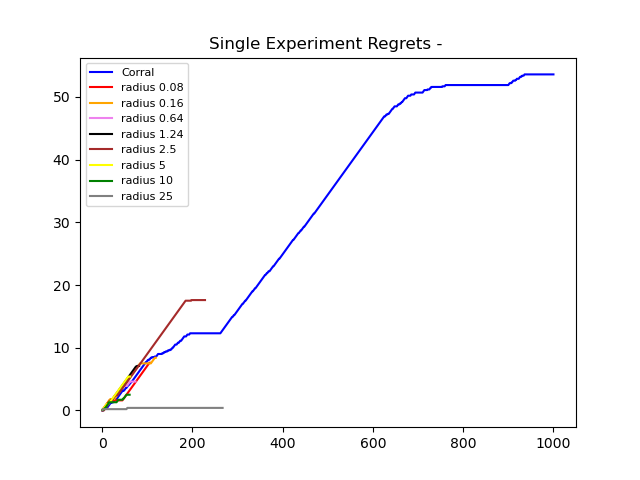 Single Experiment Regrets -
Corral
radius 0.08
radius 0.16
radius 0.64
radius 1.24
radius 2.5
radius 5
radius 10
radius 25
50
40
30
20
10
0
0 200 400 600 800 1000